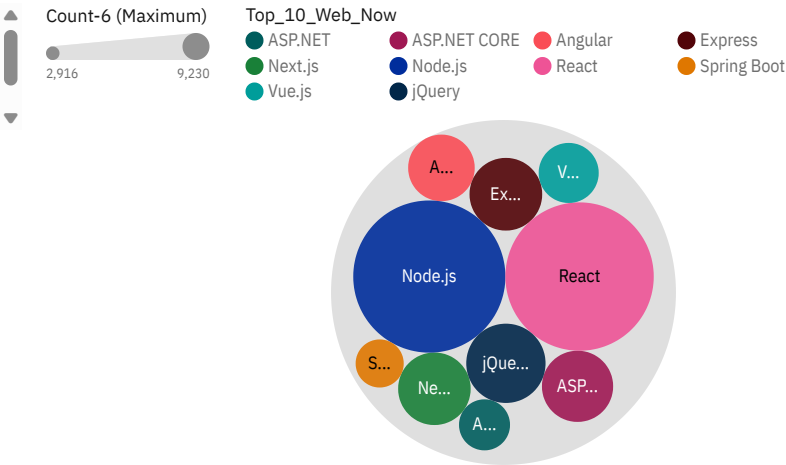 Count-6 (Maximum)
2,916 9,230
Top_10_Web_Now
ASP.NET ASP.NET CORE Angular Express
Next.js Node.js React Spring Boot
Vue.js jQuery
A... Ex... V...
Node.js React
S... Ne... jQue... ASP...
A...